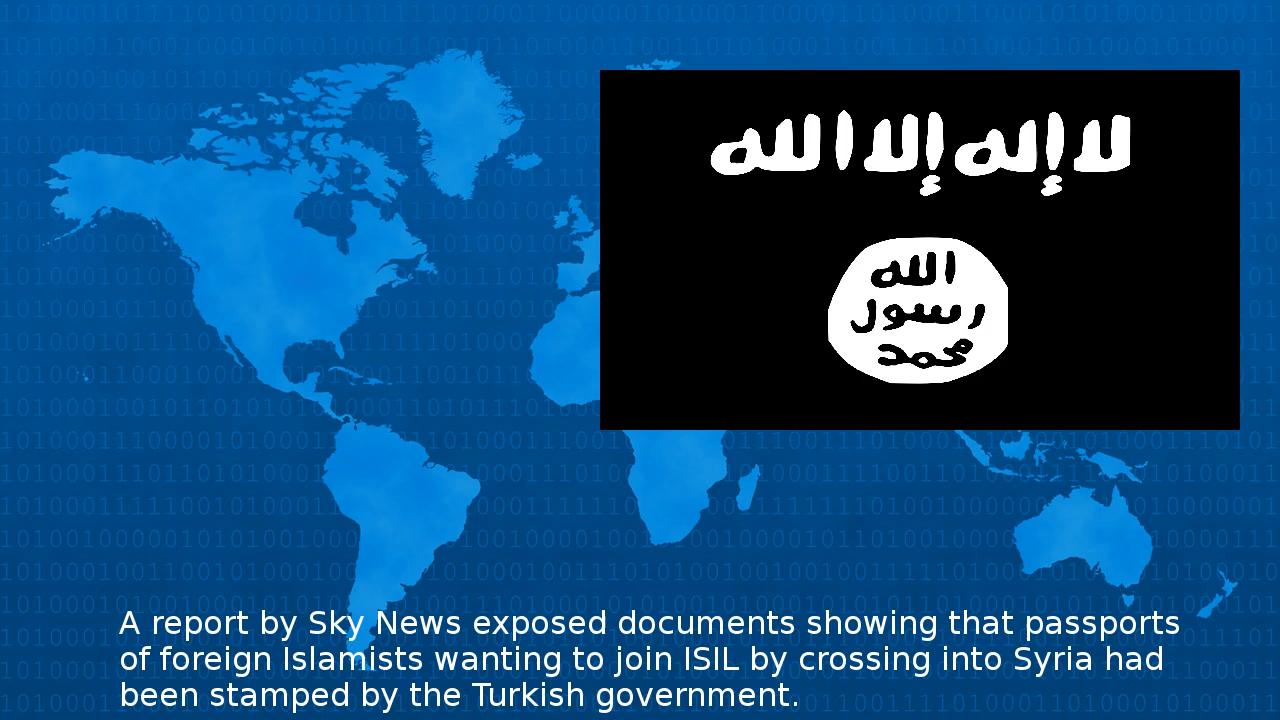 لا إله إلا الله
الله
رسول
محمد
A report by Sky News exposed documents showing that passports
of foreign Islamists wanting to join ISIL by crossing into Syria had
been stamped by the Turkish government.